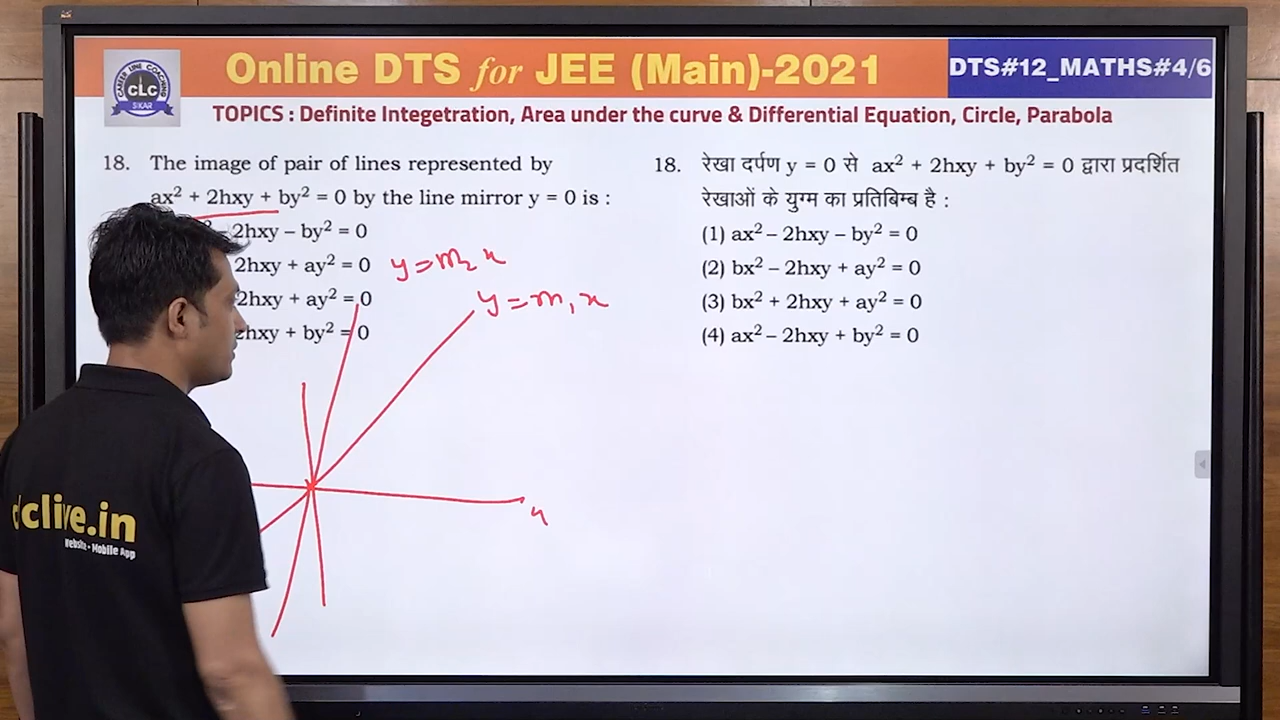 Online DTS for JEE (Main)-2021
DTS#12_MATHS#4/6
CAREER LINE COACHING
CLC
SIKAR
TOPICS : Definite Integetration, Area under the curve & Differential Equation, Circle, Parabola
18. The image of pair of lines represented by
ax² + 2hxy + by² = 0 by the line mirror y = 0 is :
– 2hxy – by² = 0
2hxy + ay² = 0
2hxy + ay² = 0
2hxy + by² = 0
y = m₂x
y = m₁x
18. रेखा दर्पण y = 0 से ax² + 2hxy + by² = 0 द्वारा प्रदर्शित
रेखाओं के युग्म का प्रतिबिम्ब है :
(1) ax² – 2hxy – by² = 0
(2) bx² – 2hxy + ay² = 0
(3) bx² + 2hxy + ay² = 0
(4) ax² – 2hxy + by² = 0
clclive.in
Website • Mobile App